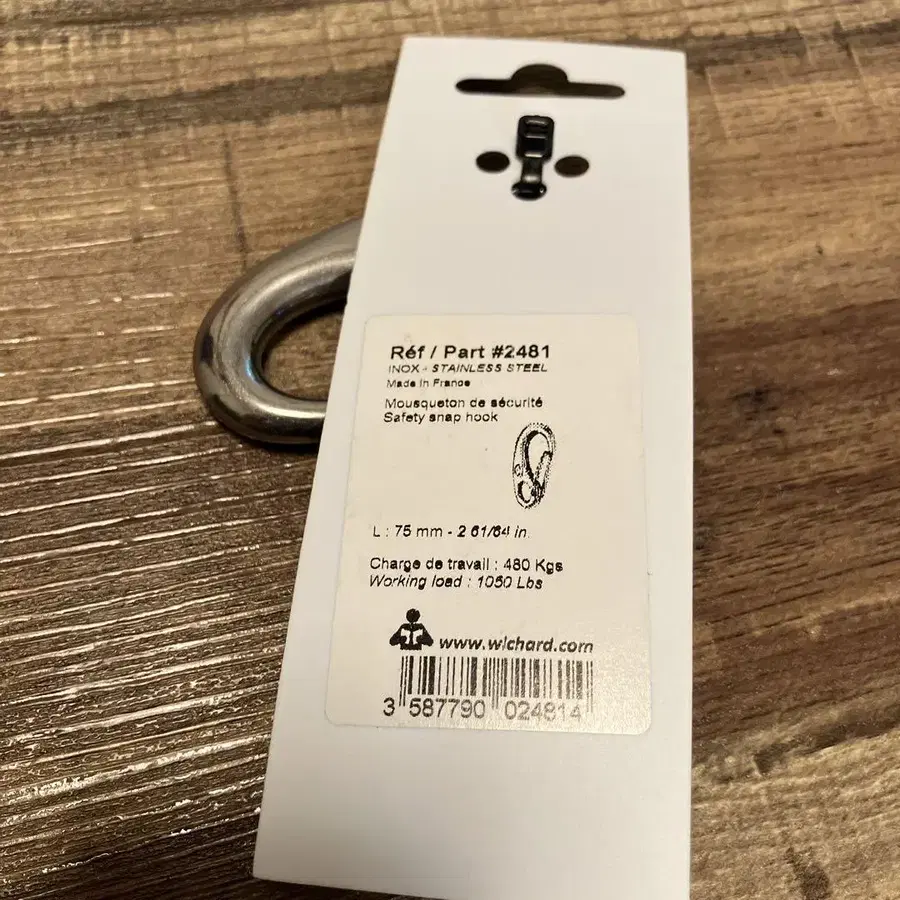 Réf / Part #2481
INOX - STAINLESS STEEL
Made in France
Mousqueton de sécurité
Safety snap hook
L : 75 mm - 2 61/64 in.
Charge de travail : 480 Kgs
Working load : 1050 Lbs
www.wichard.com
3 587790 024814